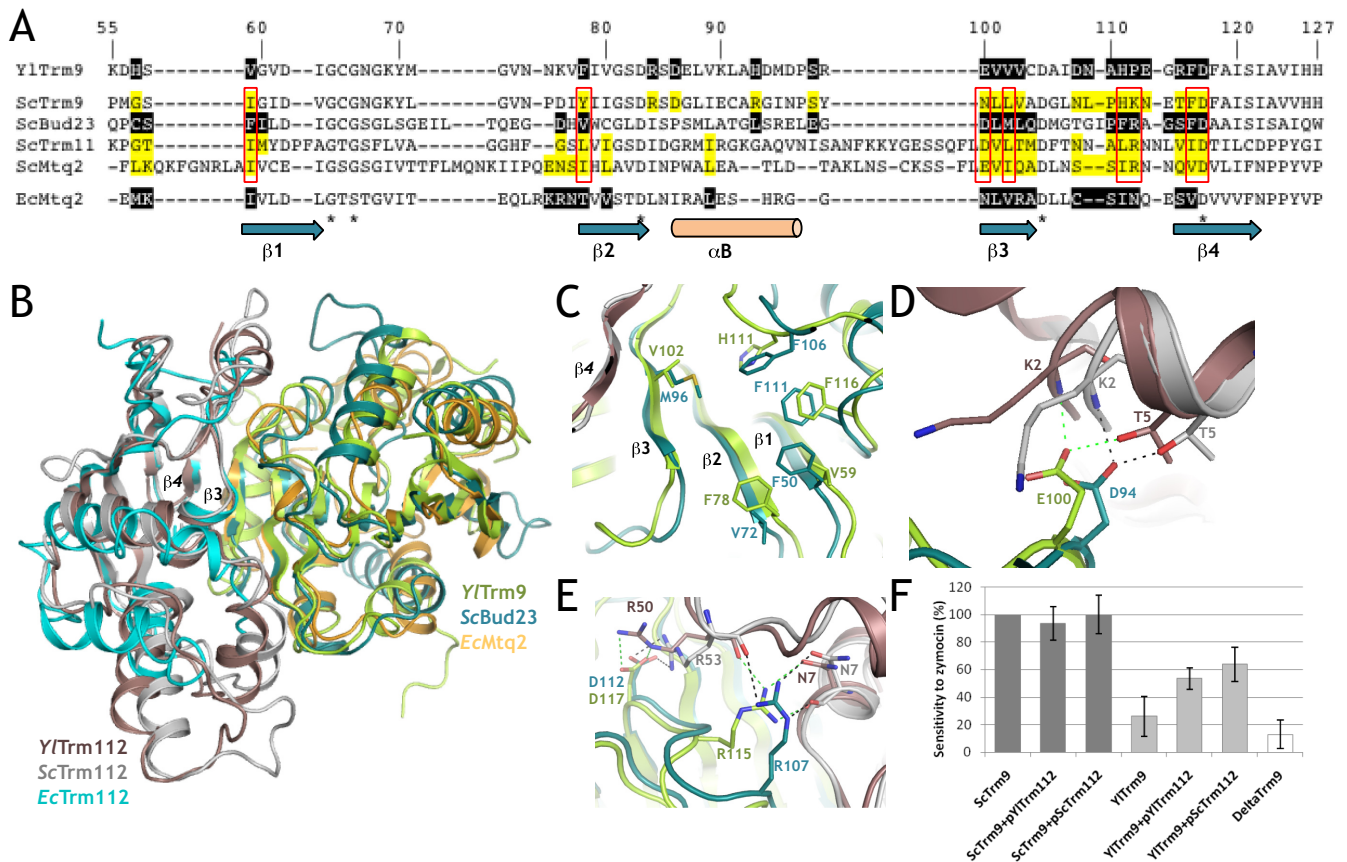 A
55 60 70 80 90 100 110 120 127
YlTrm9 KDHS-------VGVD-IGCGNGKYM-------GVN-NKVFIVGSDRSDELVKLAHDMDPSR-----------EVVVCDAIDN-AHPE-GRFDFAISIAVIHH
ScTrm9 PMGS-------IGID-VGCGNGKYL-------GVN-PDIYIIGSDRSDGLIECARGINPSY-----------NLLVADGLNL-PHKN-ETFDFAISIAVVHH
ScBud23 QPCS-------FILD-IGCGSGLSGEIL-TQEG-DHVWCGLDISPSMLATGLSRELEG-----------DLMLQDMGTGIPFRAGSFDAAISISAIQW
ScTrm11 KPGT-------IMYDPFAGTGSFLVA------GGHF-GSLVIGSDIDGRMIRGKGAQVNISANFKKYGESSQFLDVLTMDFTNN-ALRNNLVIDTILCDPPYGI
ScMtq2 -FLKQKFGNRLAIVCE-IGSGSGIVTTFLMQNKIIPQENSIHLAVDINPWALEA-TLD-TAKLNS-CKSS-FLEVIQADLNS--SIRN-NQVDVLIFNPPYVP
EcMtq2 -EMK-------IVLD-LGTGTGVIT------EQLRKRNTVVSTDLNIRALES-HRG--G-----------NLVRADLLC--SINQ-ESVDVVVFNPPYVP
* * * * *
β1 β2 αB β3 β4
B
β4 β3
YlTrm9
ScBud23
EcMtq2
YlTrm112
ScTrm112
EcTrm112
C
β4
V102
M96
H111
F106
F111
F116
β3
β2
β1
V59
F50
F78
V72
D
K2
K2
T5
T5
E100
D94
E
R50
R53
N7
N7
D112
D117
R115
R107
F
Sensitivity to zymocin (%)
120
100
80
60
40
20
0
ScTrm9
ScTrm9+pYlTrm112
ScTrm9+pScTrm112
YlTrm9
YlTrm9+pYlTrm112
YlTrm9+pScTrm112
DeltaTrm9